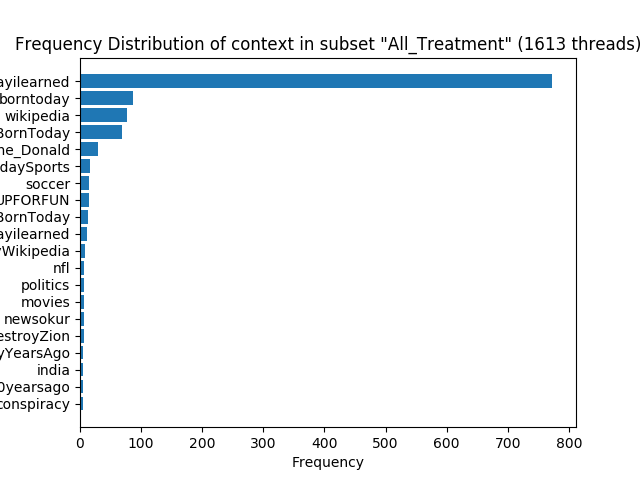 Frequency Distribution of context in subset "All_Treatment" (1613 threads)
ayilearned
borntoday
wikipedia
BornToday
ne_Donald
daySports
soccer
UPFORFUN
BornToday
ayilearned
Wikipedia
nfl
politics
movies
newsokur
estroyZion
yYearsAgo
india
0yearsago
conspiracy
0 100 200 300 400 500 600 700 800
Frequency